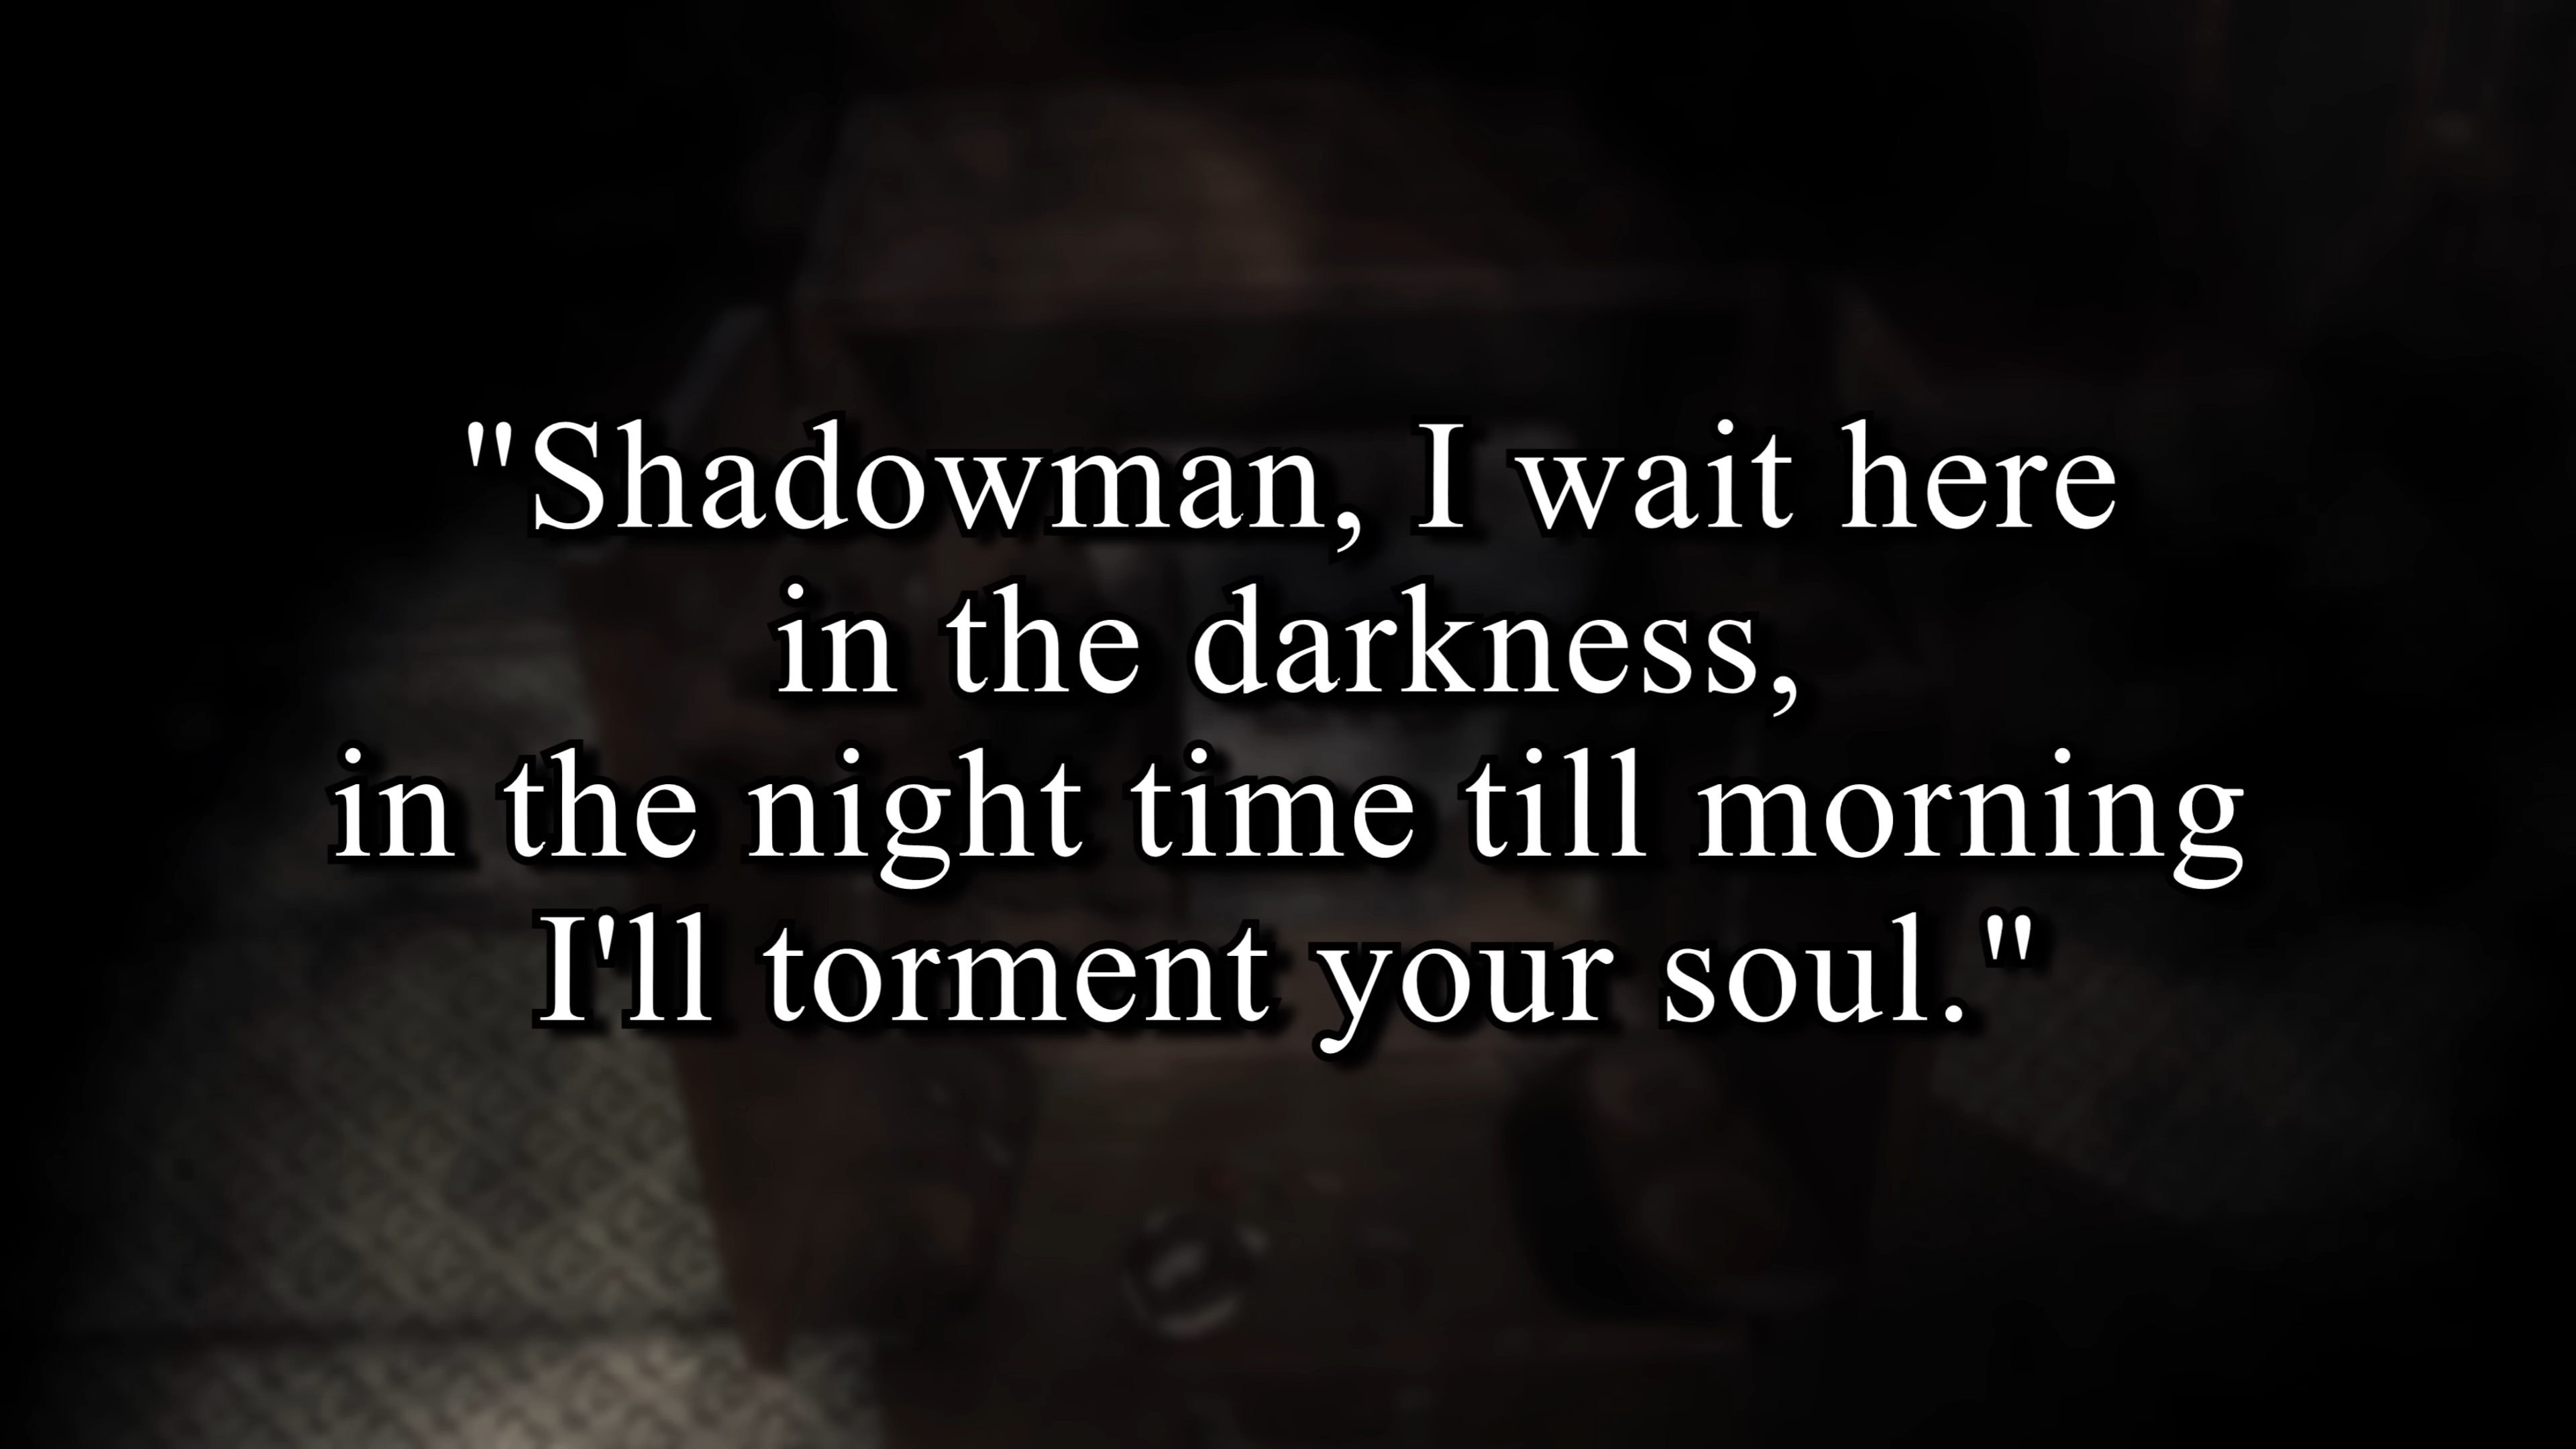 "Shadowman, I wait here
in the darkness,
in the night time till morning
I'll torment your soul."